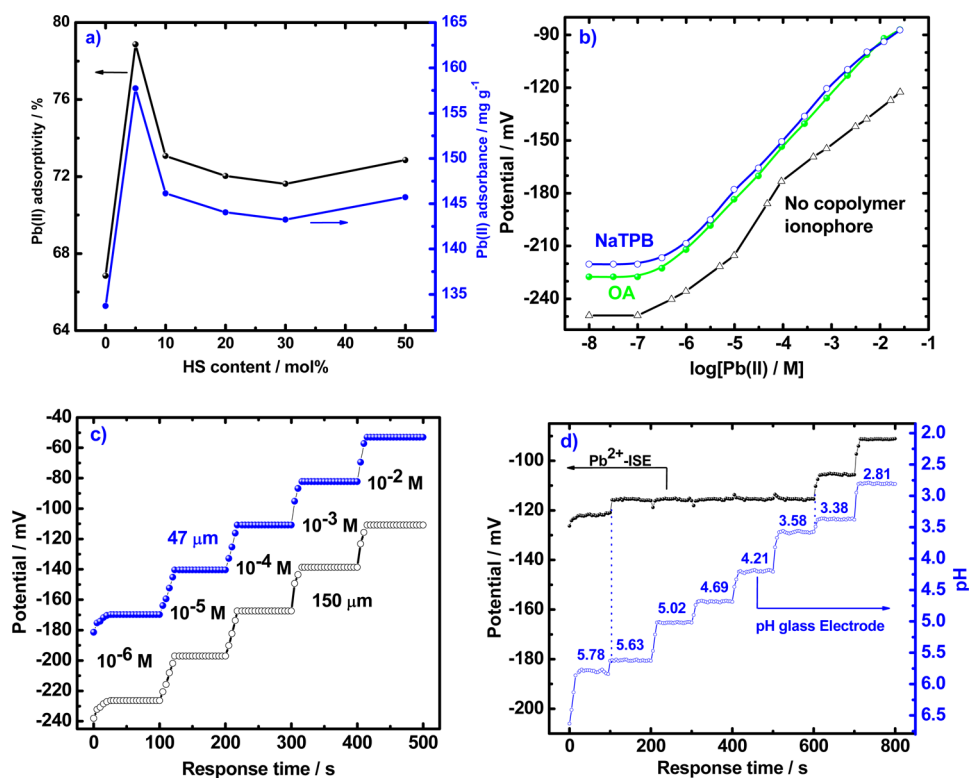 a)
80
76
72
68
64
Pb(II) adsorptivity / %
165
160
155
150
145
140
135
Pb(II) adsorbance / mg g⁻¹
0 10 20 30 40 50
HS content / mol%
b)
-90
-120
-150
-180
-210
-240
Potential / mV
No copolymer
ionophore
NaTPB
OA
-8 -7 -6 -5 -4 -3 -2 -1
log[Pb(II) / M]
c)
-40
-60
-80
-100
-120
-140
-160
-180
-200
-220
-240
Potential / mV
10⁻² M
10⁻³ M
47 μm
10⁻⁴ M
10⁻⁵ M
150 μm
10⁻⁶ M
0 100 200 300 400 500
Response time / s
d)
-100
-120
-140
-160
-180
-200
Potential / mV
Pb²⁺-ISE
2.81
3.38
3.58
4.21
4.69
5.02
5.63
5.78
pH glass Electrode
2.0
2.5
3.0
3.5
4.0
4.5
5.0
5.5
6.0
6.5
pH
0 200 400 600 800
Response time / s